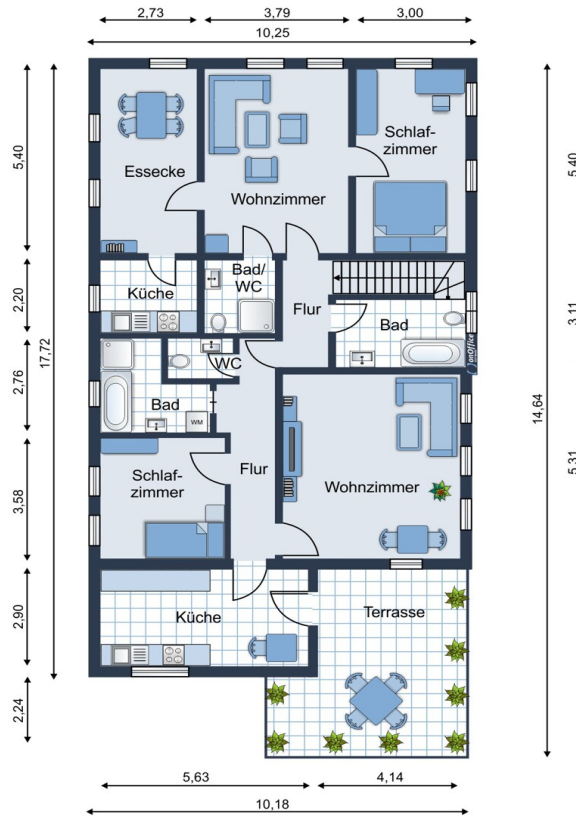 2,73
3,79
3,00
10,25
5,40
2,20
17,72
2,76
3,58
2,90
2,24
5,40
3,11
14,64
5,31
Essecke
Wohnzimmer
Schlaf-
zimmer
Küche
Bad/
WC
Flur
Bad
WC
Bad
WM
Schlaf-
zimmer
Flur
Wohnzimmer
Küche
Terrasse
onOffice
5,63
4,14
10,18